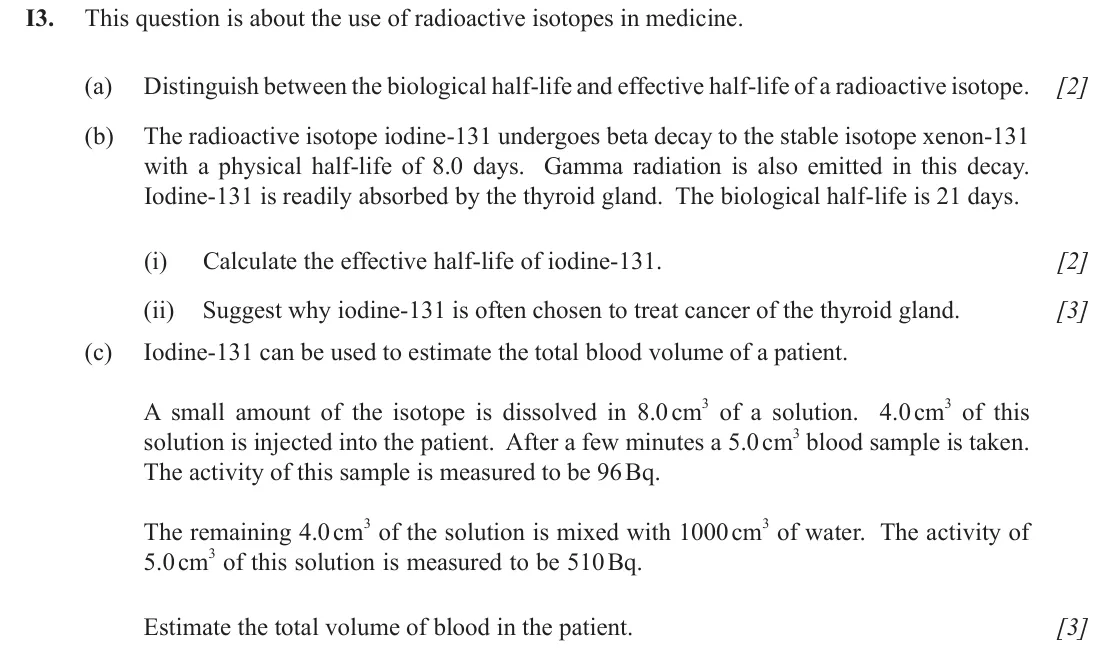 I3. This question is about the use of radioactive isotopes in medicine.
(a) Distinguish between the biological half-life and effective half-life of a radioactive isotope. [2]
(b) The radioactive isotope iodine-131 undergoes beta decay to the stable isotope xenon-131
with a physical half-life of 8.0 days. Gamma radiation is also emitted in this decay.
Iodine-131 is readily absorbed by the thyroid gland. The biological half-life is 21 days.
(i) Calculate the effective half-life of iodine-131. [2]
(ii) Suggest why iodine-131 is often chosen to treat cancer of the thyroid gland. [3]
(c) Iodine-131 can be used to estimate the total blood volume of a patient.
A small amount of the isotope is dissolved in 8.0 cm³ of a solution. 4.0 cm³ of this
solution is injected into the patient. After a few minutes a 5.0 cm³ blood sample is taken.
The activity of this sample is measured to be 96 Bq.
The remaining 4.0 cm³ of the solution is mixed with 1000 cm³ of water. The activity of
5.0 cm³ of this solution is measured to be 510 Bq.
Estimate the total volume of blood in the patient. [3]